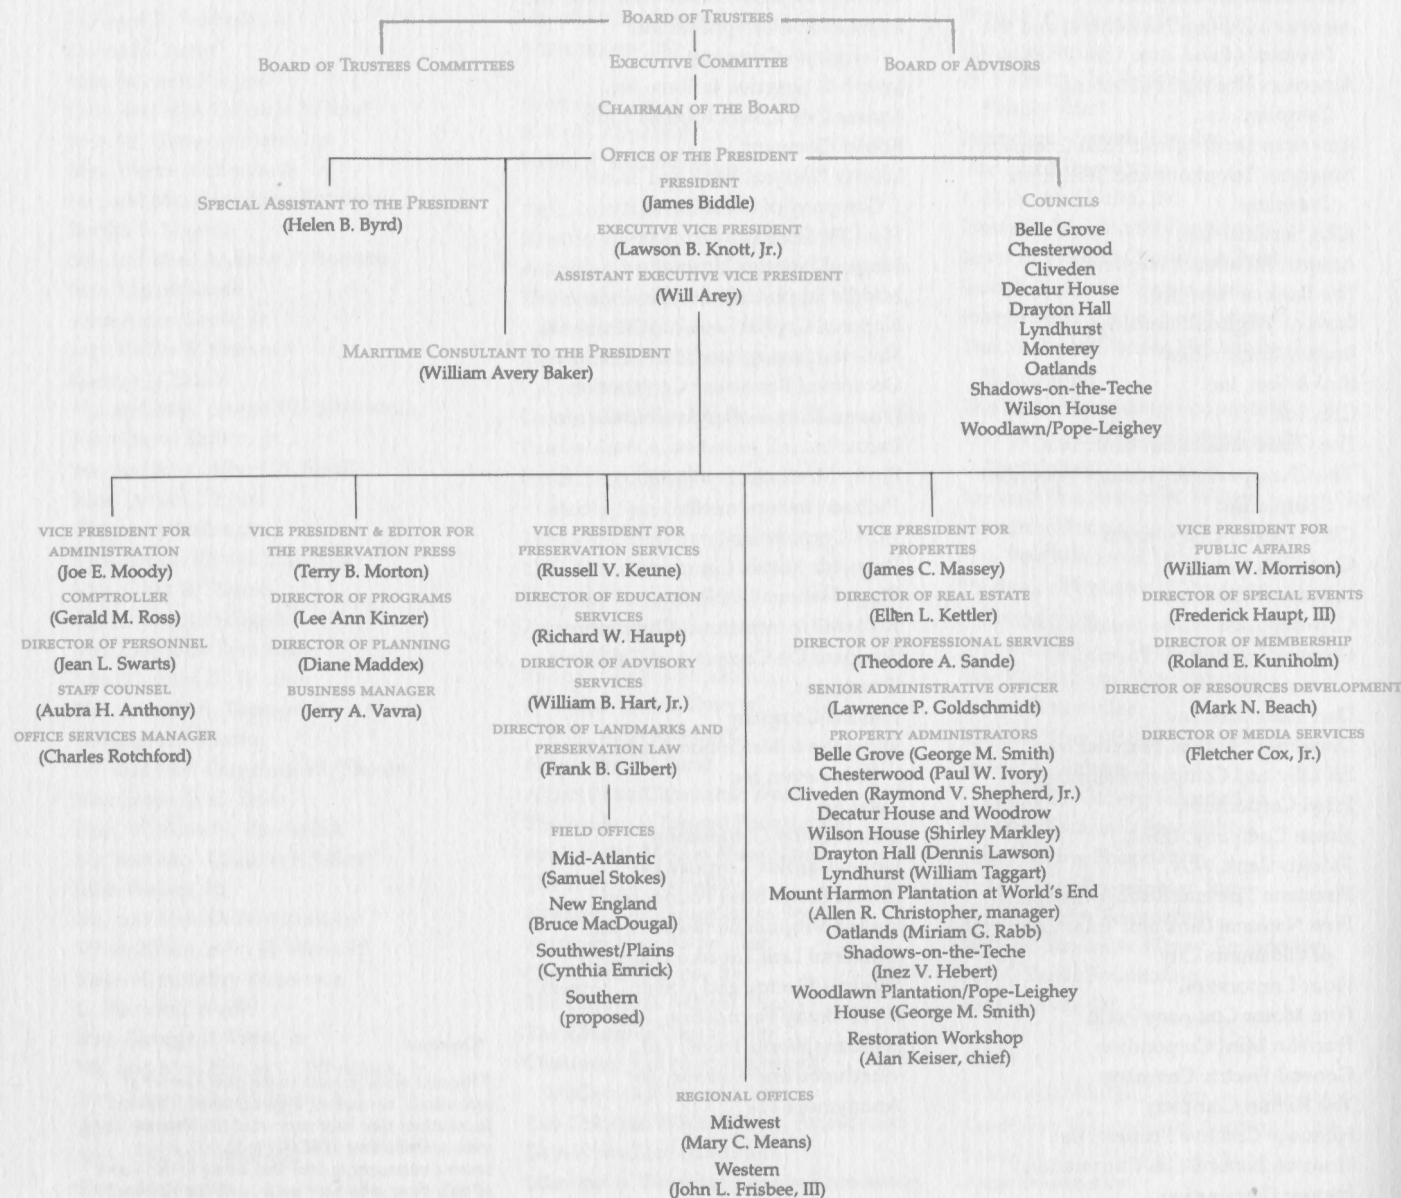 BOARD OF TRUSTEES
BOARD OF TRUSTEES COMMITTEES
EXECUTIVE COMMITTEE
BOARD OF ADVISORS
CHAIRMAN OF THE BOARD
OFFICE OF THE PRESIDENT
PRESIDENT
(James Biddle)
EXECUTIVE VICE PRESIDENT
(Lawson B. Knott, Jr.)
ASSISTANT EXECUTIVE VICE PRESIDENT
(Will Arey)
SPECIAL ASSISTANT TO THE PRESIDENT
(Helen B. Byrd)
MARITIME CONSULTANT TO THE PRESIDENT
(William Avery Baker)
COUNCILS
Belle Grove
Chesterwood
Cliveden
Decatur House
Drayton Hall
Lyndhurst
Monterey
Oatlands
Shadows-on-the-Teche
Wilson House
Woodlawn/Pope-Leighey
VICE PRESIDENT FOR
ADMINISTRATION
(Joe E. Moody)
COMPTROLLER
(Gerald M. Ross)
DIRECTOR OF PERSONNEL
(Jean L. Swarts)
STAFF COUNSEL
(Aubra H. Anthony)
OFFICE SERVICES MANAGER
(Charles Rotchford)
VICE PRESIDENT & EDITOR FOR
THE PRESERVATION PRESS
(Terry B. Morton)
DIRECTOR OF PROGRAMS
(Lee Ann Kinzer)
DIRECTOR OF PLANNING
(Diane Maddex)
BUSINESS MANAGER
(Jerry A. Vavra)
VICE PRESIDENT FOR
PRESERVATION SERVICES
(Russell V. Keune)
DIRECTOR OF EDUCATION
SERVICES
(Richard W. Haupt)
DIRECTOR OF ADVISORY
SERVICES
(William B. Hart, Jr.)
DIRECTOR OF LANDMARKS AND
PRESERVATION LAW
(Frank B. Gilbert)
FIELD OFFICES
Mid-Atlantic
(Samuel Stokes)
New England
(Bruce MacDougal)
Southwest/Plains
(Cynthia Emrick)
Southern
(proposed)
VICE PRESIDENT FOR
PROPERTIES
(James C. Massey)
DIRECTOR OF REAL ESTATE
(Ellen L. Kettler)
DIRECTOR OF PROFESSIONAL SERVICES
(Theodore A. Sande)
SENIOR ADMINISTRATIVE OFFICER
(Lawrence P. Goldschmidt)
PROPERTY ADMINISTRATORS
Belle Grove (George M. Smith)
Chesterwood (Paul W. Ivory)
Cliveden (Raymond V. Shepherd, Jr.)
Decatur House and Woodrow
Wilson House (Shirley Markley)
Drayton Hall (Dennis Lawson)
Lyndhurst (William Taggart)
Mount Harmon Plantation at World's End
(Allen R. Christopher, manager)
Oatlands (Miriam G. Rabb)
Shadows-on-the-Teche
(Inez V. Hebert)
Woodlawn Plantation/Pope-Leighey
House (George M. Smith)
Restoration Workshop
(Alan Keiser, chief)
VICE PRESIDENT FOR
PUBLIC AFFAIRS
(William W. Morrison)
DIRECTOR OF SPECIAL EVENTS
(Frederick Haupt, III)
DIRECTOR OF MEMBERSHIP
(Roland E. Kuniholm)
DIRECTOR OF RESOURCES DEVELOPMENT
(Mark N. Beach)
DIRECTOR OF MEDIA SERVICES
(Fletcher Cox, Jr.)
REGIONAL OFFICES
Midwest
(Mary C. Means)
Western
(John L. Frisbee, III)